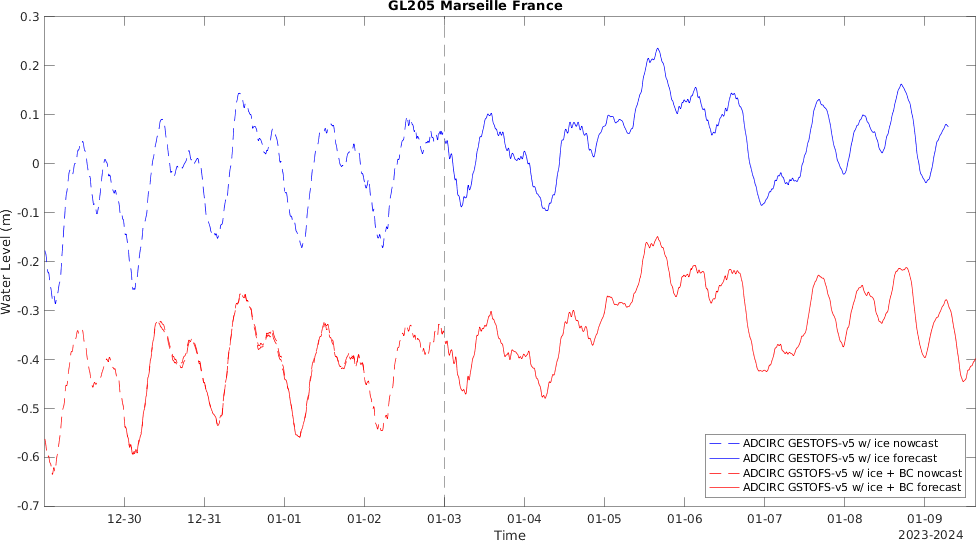 GL205 Marseille France
0.3
0.2
0.1
0
-0.1
-0.2
-0.3
-0.4
-0.5
-0.6
-0.7
Water Level (m)
ADCIRC GESTOFS-v5 w/ ice nowcast
ADCIRC GESTOFS-v5 w/ ice forecast
ADCIRC GSTOFS-v5 w/ ice + BC nowcast
ADCIRC GSTOFS-v5 w/ ice + BC forecast
12-30 12-31 01-01 01-02 01-03 01-04 01-05 01-06 01-07 01-08 01-09
Time
2023-2024